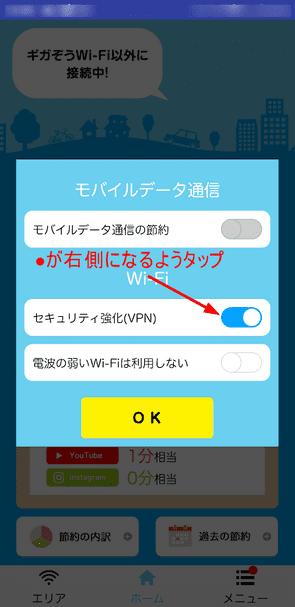 ギガぞうWi-Fi以外に
接続中!
モバイルデータ通信
モバイルデータ通信の節約
●が右側になるようタップ
Wi-Fi
セキュリティ強化(VPN)
電波の弱いWi-Fiは利用しない
OK
YouTube 1分相当
Instagram 0分相当
節約の内訳
過去の節約
エリア
ホーム
メニュー